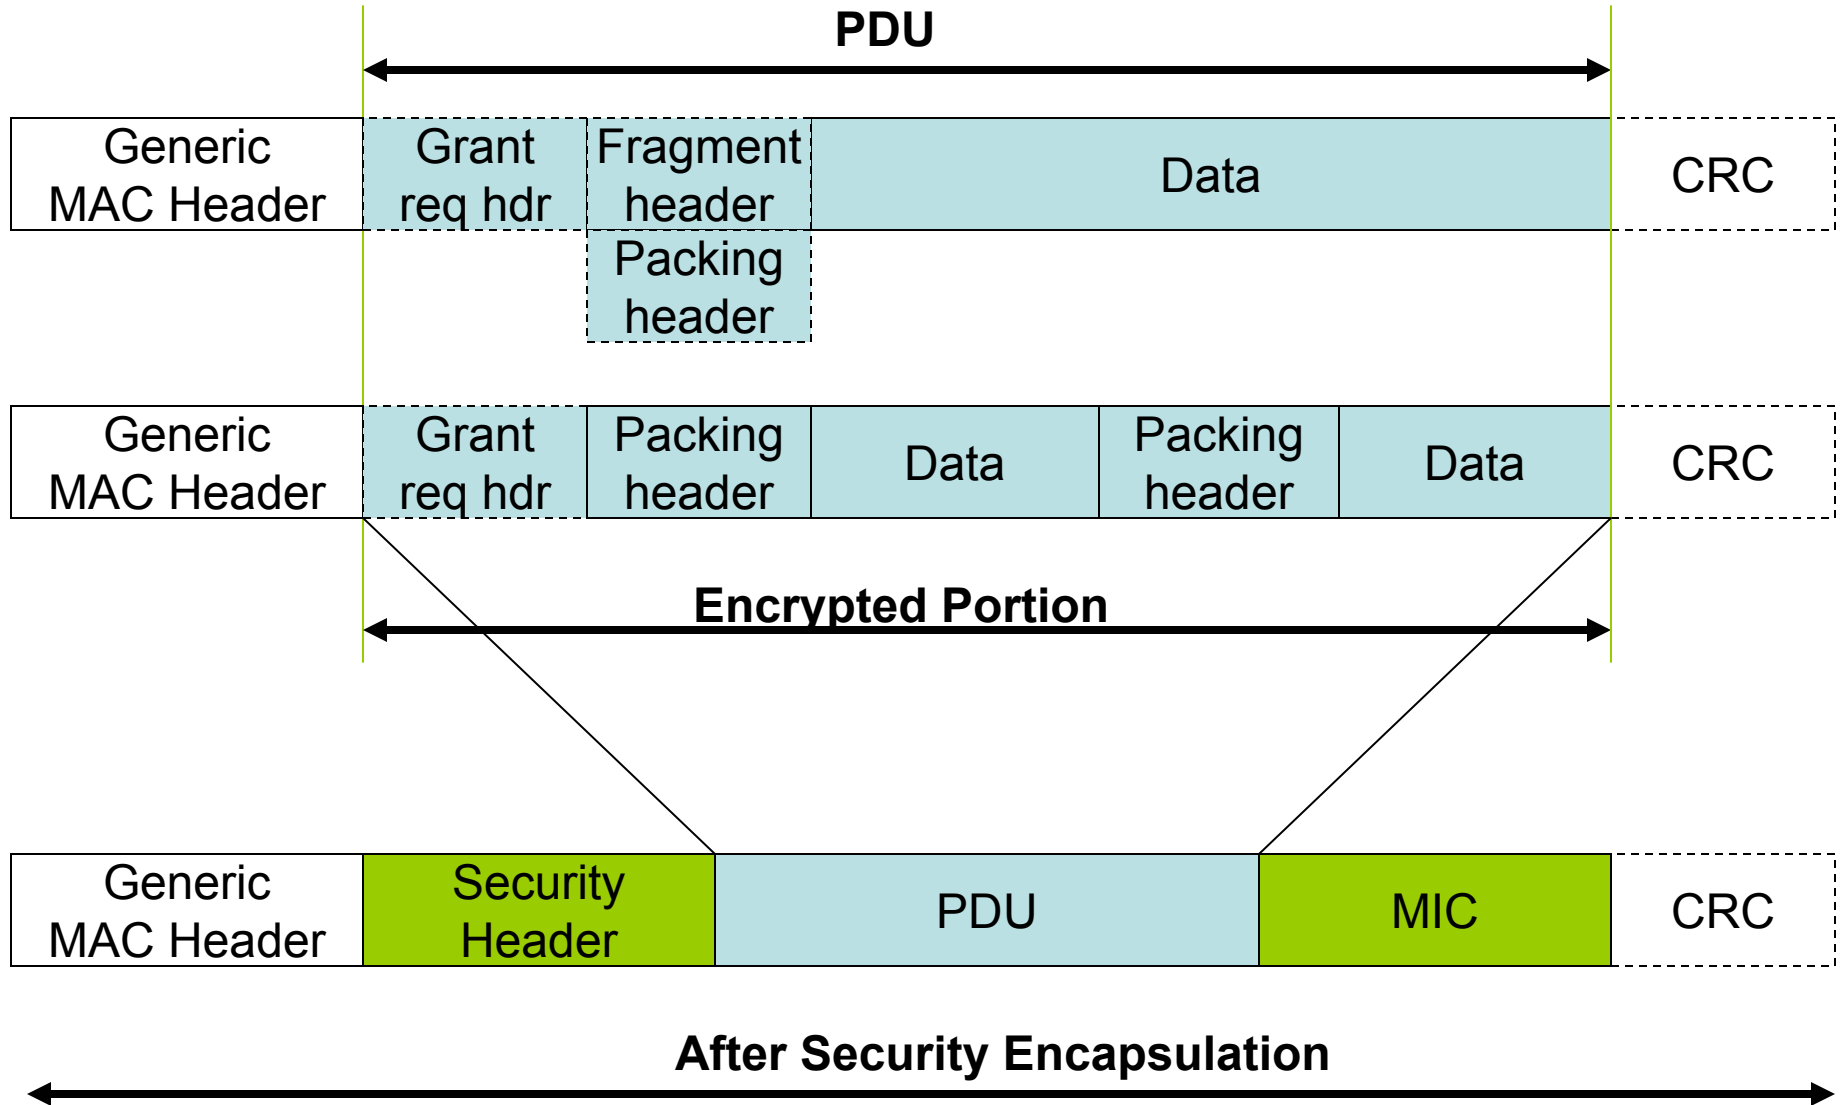 PDU
Generic
MAC Header
Grant
req hdr
Fragment
header
Data
CRC
Packing
header
Generic
MAC Header
Grant
req hdr
Packing
header
Data
Packing
header
Data
CRC
Encrypted Portion
Generic
MAC Header
Security
Header
PDU
MIC
CRC
After Security Encapsulation